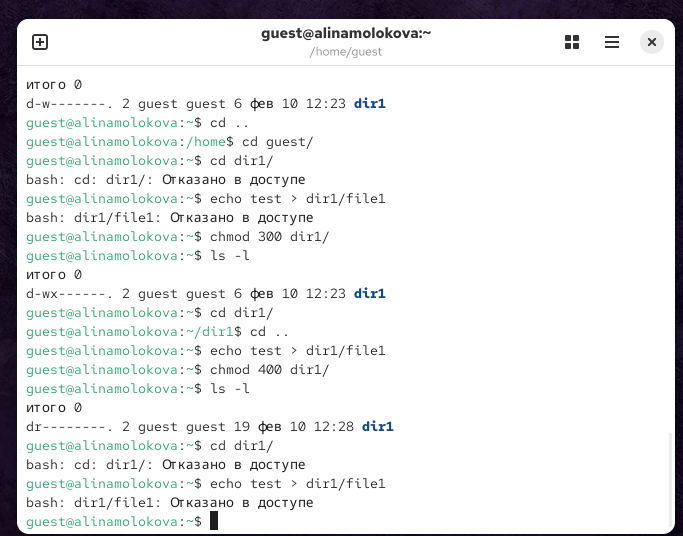 guest@alinamolokova:~
/home/guest
итого 0
d-w-------. 2 guest guest 6 фев 10 12:23 dir1
guest@alinamolokova:~$ cd ..
guest@alinamolokova:/home$ cd guest/
guest@alinamolokova:~$ cd dir1/
bash: cd: dir1/: Отказано в доступе
guest@alinamolokova:~$ echo test > dir1/file1
bash: dir1/file1: Отказано в доступе
guest@alinamolokova:~$ chmod 300 dir1/
guest@alinamolokova:~$ ls -l
итого 0
d-wx------. 2 guest guest 6 фев 10 12:23 dir1
guest@alinamolokova:~$ cd dir1/
guest@alinamolokova:~/dir1$ cd ..
guest@alinamolokova:~$ echo test > dir1/file1
guest@alinamolokova:~$ chmod 400 dir1/
guest@alinamolokova:~$ ls -l
итого 0
dr--------. 2 guest guest 19 фев 10 12:28 dir1
guest@alinamolokova:~$ cd dir1/
bash: cd: dir1/: Отказано в доступе
guest@alinamolokova:~$ echo test > dir1/file1
bash: dir1/file1: Отказано в доступе
guest@alinamolokova:~$